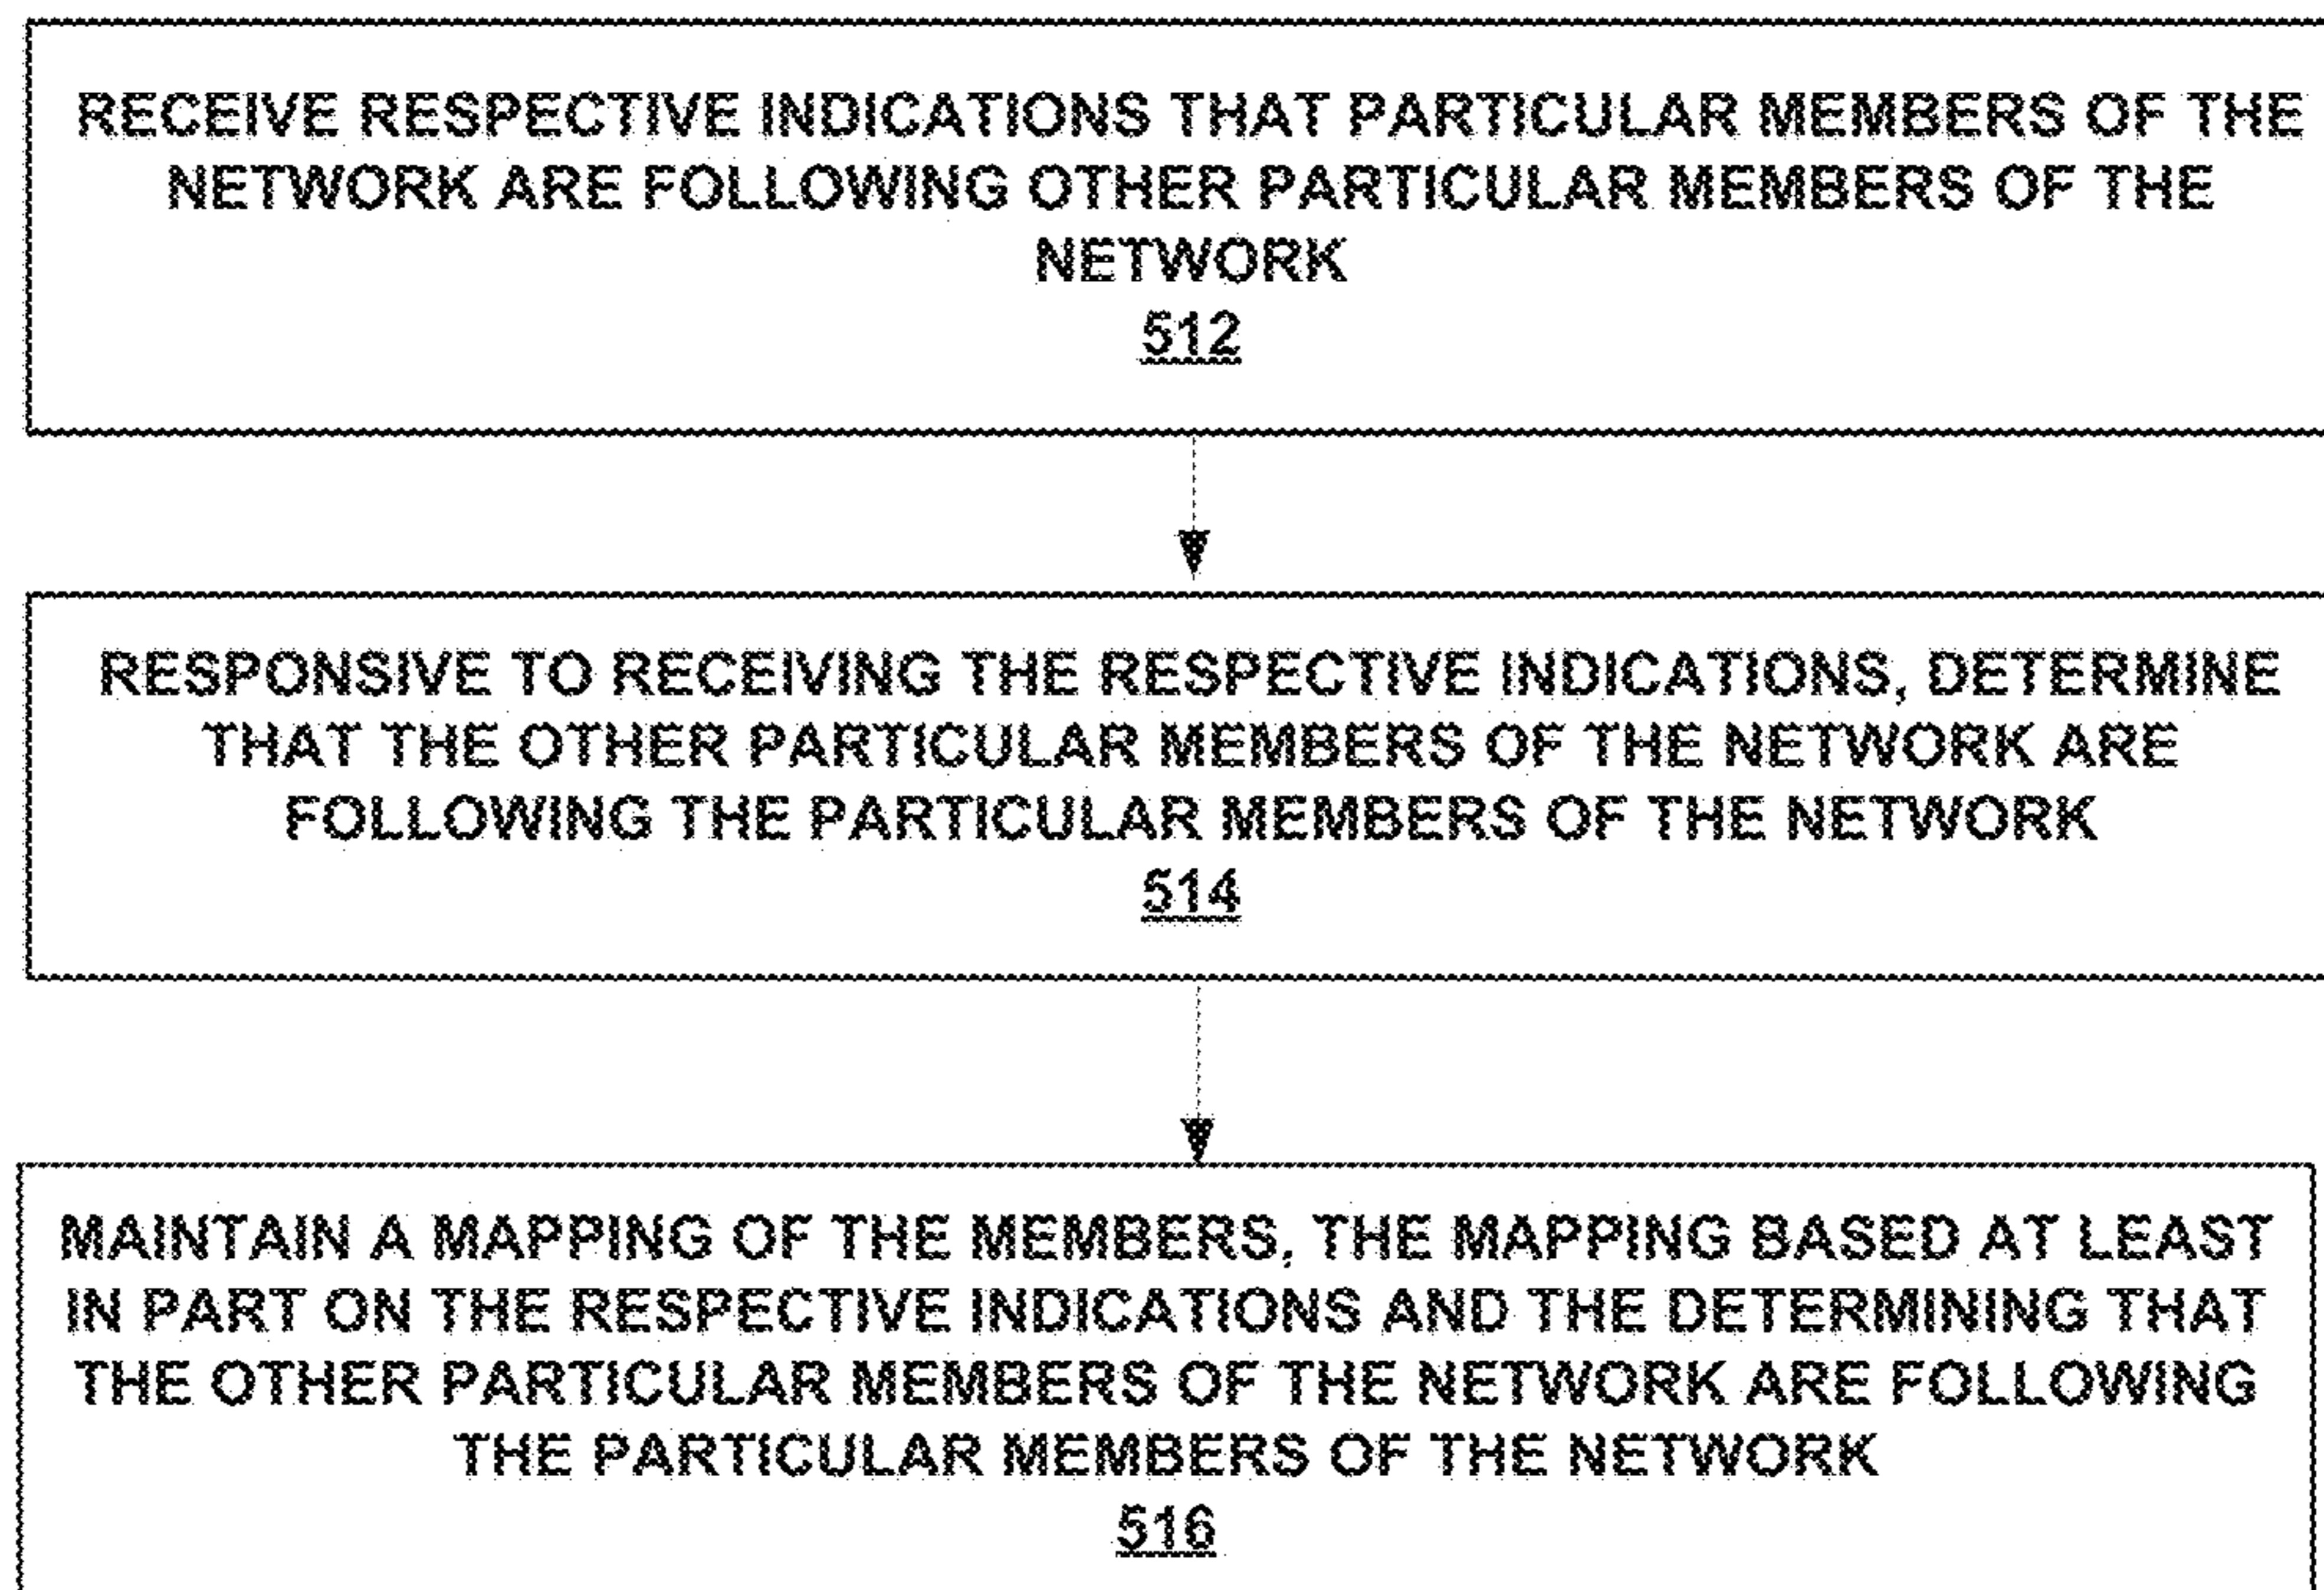 RECEIVE RESPECTIVE INDICATIONS THAT PARTICULAR MEMBERS OF THE
NETWORK ARE FOLLOWING OTHER PARTICULAR MEMBERS OF THE
NETWORK
512
RESPONSIVE TO RECEIVING THE RESPECTIVE INDICATIONS, DETERMINE
THAT THE OTHER PARTICULAR MEMBERS OF THE NETWORK ARE
FOLLOWING THE PARTICULAR MEMBERS OF THE NETWORK
514
MAINTAIN A MAPPING OF THE MEMBERS, THE MAPPING BASED AT LEAST
IN PART ON THE RESPECTIVE INDICATIONS AND THE DETERMINING THAT
THE OTHER PARTICULAR MEMBERS OF THE NETWORK ARE FOLLOWING
THE PARTICULAR MEMBERS OF THE NETWORK
516